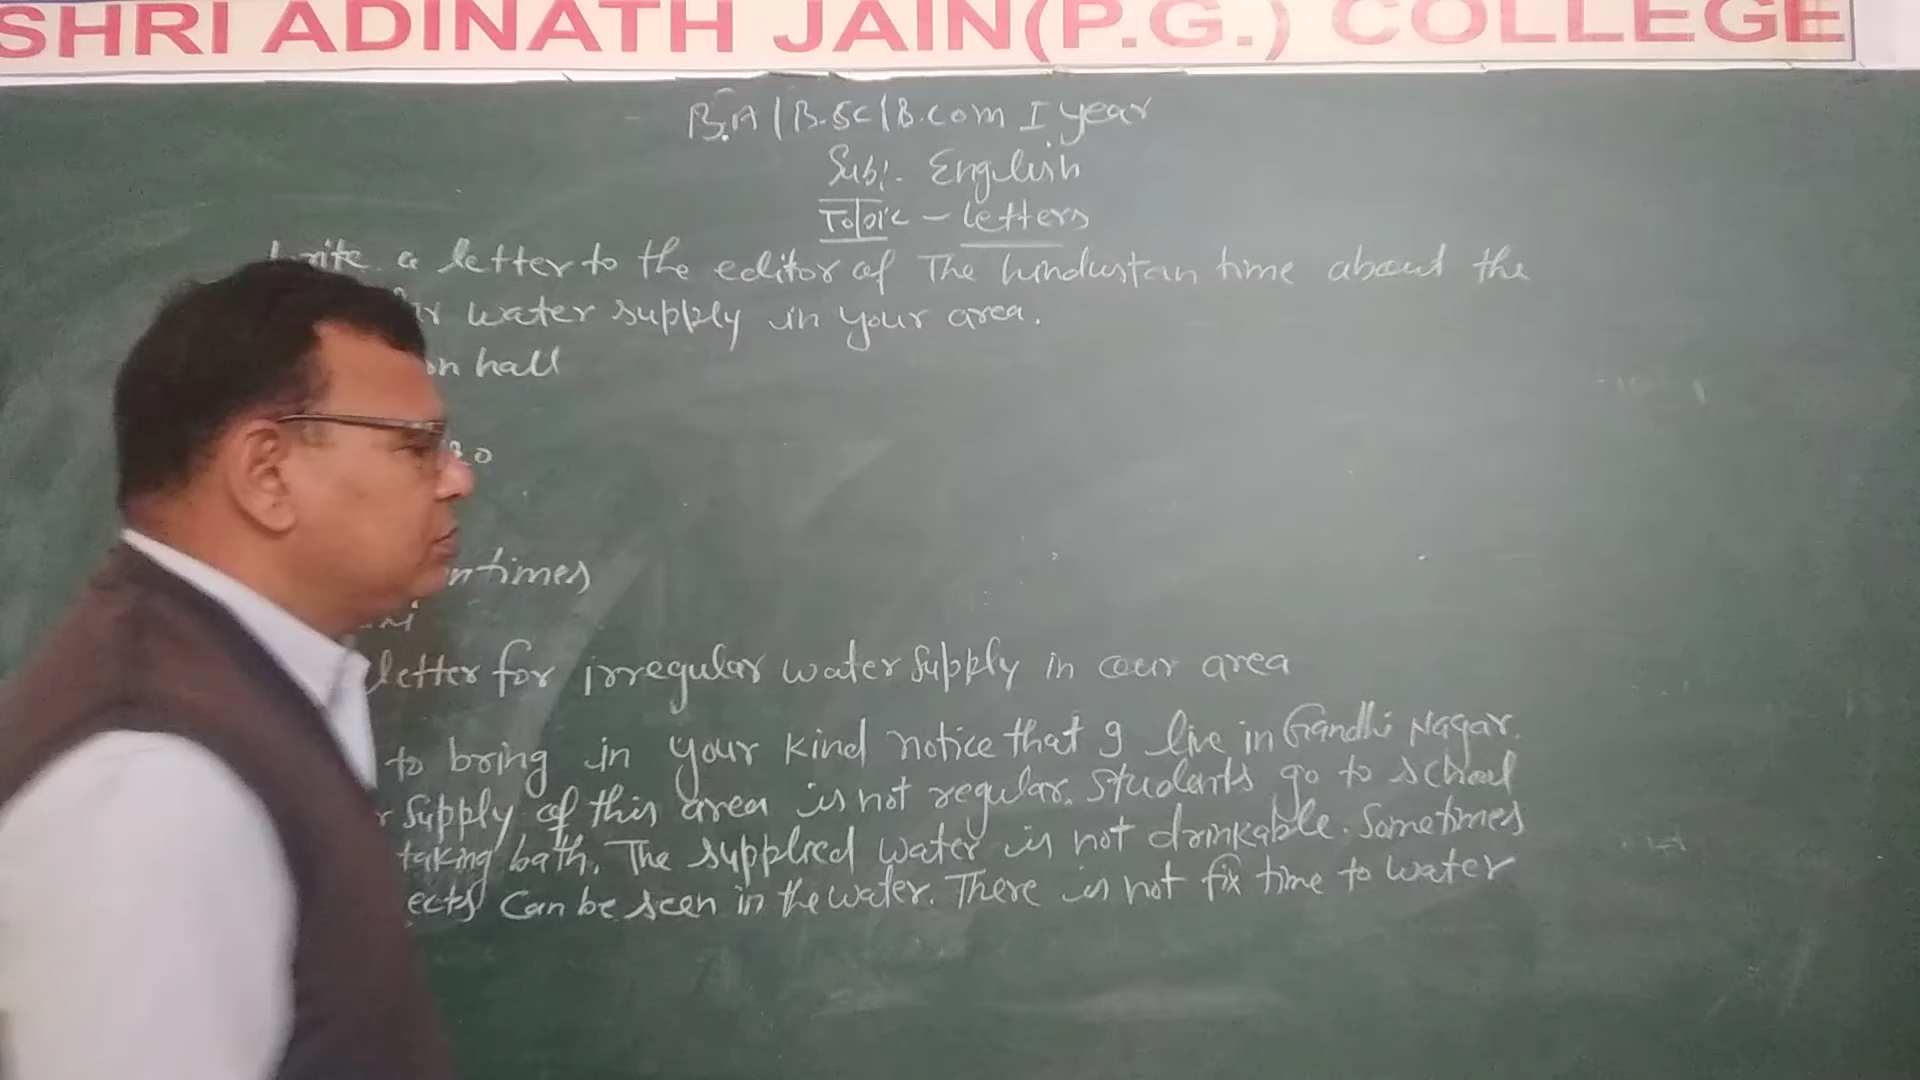 SHRI ADINATH JAIN(P.G.) COLLEGE
B.A | B.Sc | B.Com I year
Sub:- English
Topic - Letters
a letter to the editor of The hindustan time about the
water supply in your area.
on hall
20
ntimes
letter for irregular water supply in our area
to bring in your kind notice that I live in Gandhi Nagar.
r supply of this area is not regular. Students go to school
taking bath. The supplied water is not drinkable. Sometimes
ects can be seen in the water. There is not fix time to water